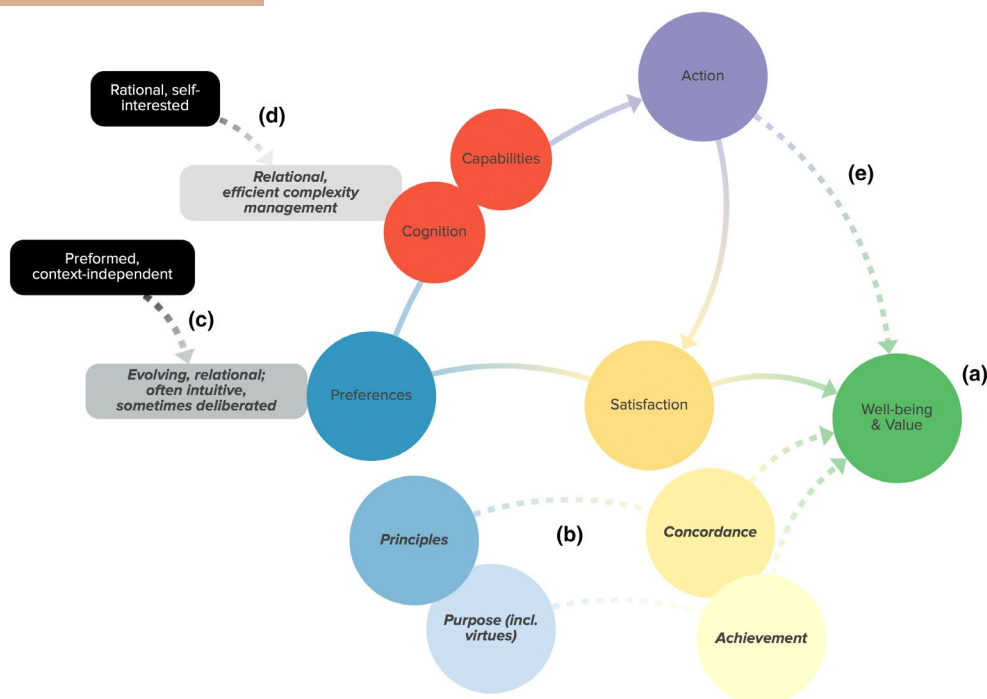 Action
Rational, self-
interested
(d)
Capabilities
Relational,
efficient complexity
management
(e)
Cognition
Preformed,
context-independent
(c)
Evolving, relational;
often intuitive,
sometimes deliberated
Preferences
Satisfaction
(a)
Well-being
& Value
Principles
(b)
Concordance
Purpose (incl.
virtues)
Achievement